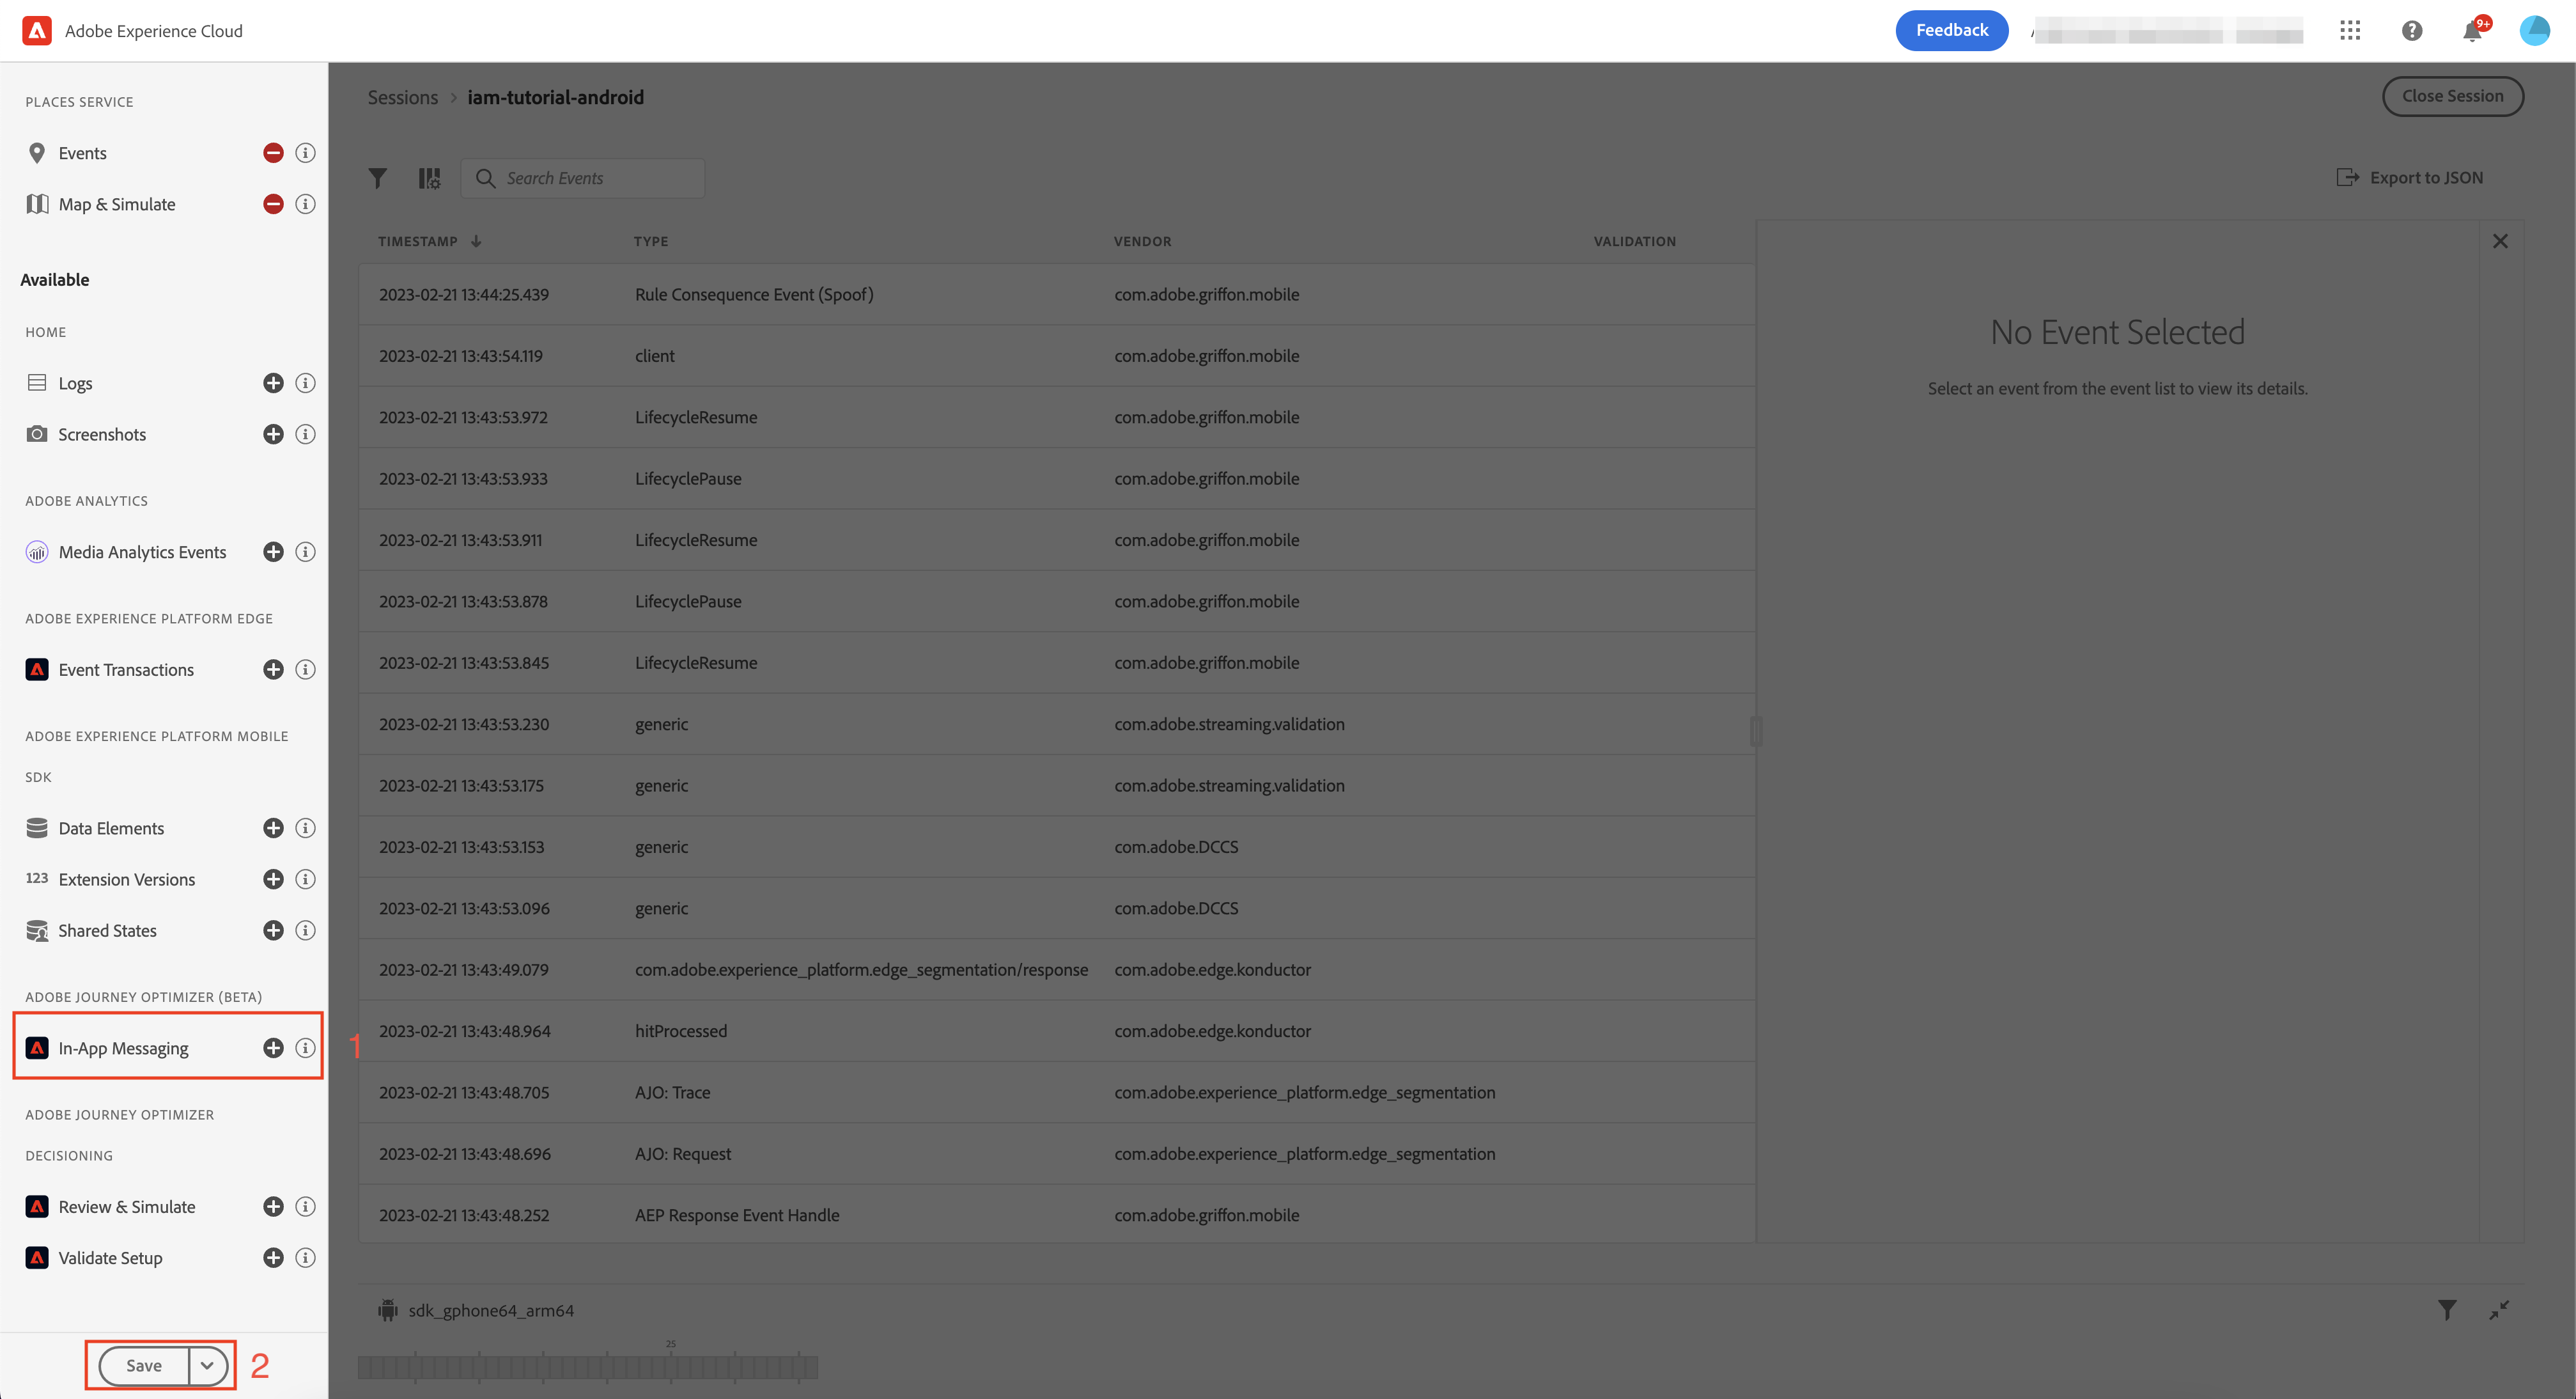 Adobe Experience Cloud
Feedback
9+
PLACES SERVICE
Events
Map & Simulate
Available
HOME
Logs
Screenshots
ADOBE ANALYTICS
Media Analytics Events
ADOBE EXPERIENCE PLATFORM EDGE
Event Transactions
ADOBE EXPERIENCE PLATFORM MOBILE
SDK
Data Elements
123 Extension Versions
Shared States
ADOBE JOURNEY OPTIMIZER (BETA)
In-App Messaging
1
ADOBE JOURNEY OPTIMIZER
DECISIONING
Review & Simulate
Validate Setup
Save
2
Sessions > iam-tutorial-android
Close Session
Search Events
Export to JSON
TIMESTAMP TYPE VENDOR VALIDATION
2023-02-21 13:44:25.439 Rule Consequence Event (Spoof) com.adobe.griffon.mobile
2023-02-21 13:43:54.119 client com.adobe.griffon.mobile
2023-02-21 13:43:53.972 LifecycleResume com.adobe.griffon.mobile
2023-02-21 13:43:53.933 LifecyclePause com.adobe.griffon.mobile
2023-02-21 13:43:53.911 LifecycleResume com.adobe.griffon.mobile
2023-02-21 13:43:53.878 LifecyclePause com.adobe.griffon.mobile
2023-02-21 13:43:53.845 LifecycleResume com.adobe.griffon.mobile
2023-02-21 13:43:53.230 generic com.adobe.streaming.validation
2023-02-21 13:43:53.175 generic com.adobe.streaming.validation
2023-02-21 13:43:53.153 generic com.adobe.DCCS
2023-02-21 13:43:53.096 generic com.adobe.DCCS
2023-02-21 13:43:49.079 com.adobe.experience_platform.edge_segmentation/response com.adobe.edge.konductor
2023-02-21 13:43:48.964 hitProcessed com.adobe.edge.konductor
2023-02-21 13:43:48.705 AJO: Trace com.adobe.experience_platform.edge_segmentation
2023-02-21 13:43:48.696 AJO: Request com.adobe.experience_platform.edge_segmentation
2023-02-21 13:43:48.252 AEP Response Event Handle com.adobe.griffon.mobile
No Event Selected
Select an event from the event list to view its details.
sdk_gphone64_arm64
25